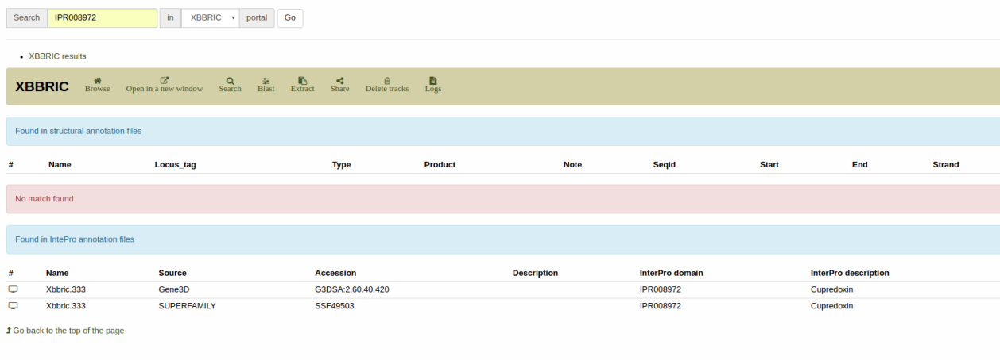 Search IPR008972 in XBBRIC portal Go
XBBRIC results
XBBRIC Browse Open in a new window Search Blast Extract Share Delete tracks Logs
Found in structural annotation files
# Name Locus_tag Type Product Note Seqid Start End Strand
No match found
Found in IntePro annotation files
# Name Source Accession Description InterPro domain InterPro description
Xbbric.333 Gene3D G3DSA:2.60.40.420 IPR008972 Cupredoxin
Xbbric.333 SUPERFAMILY SSF49503 IPR008972 Cupredoxin
Go back to the top of the page